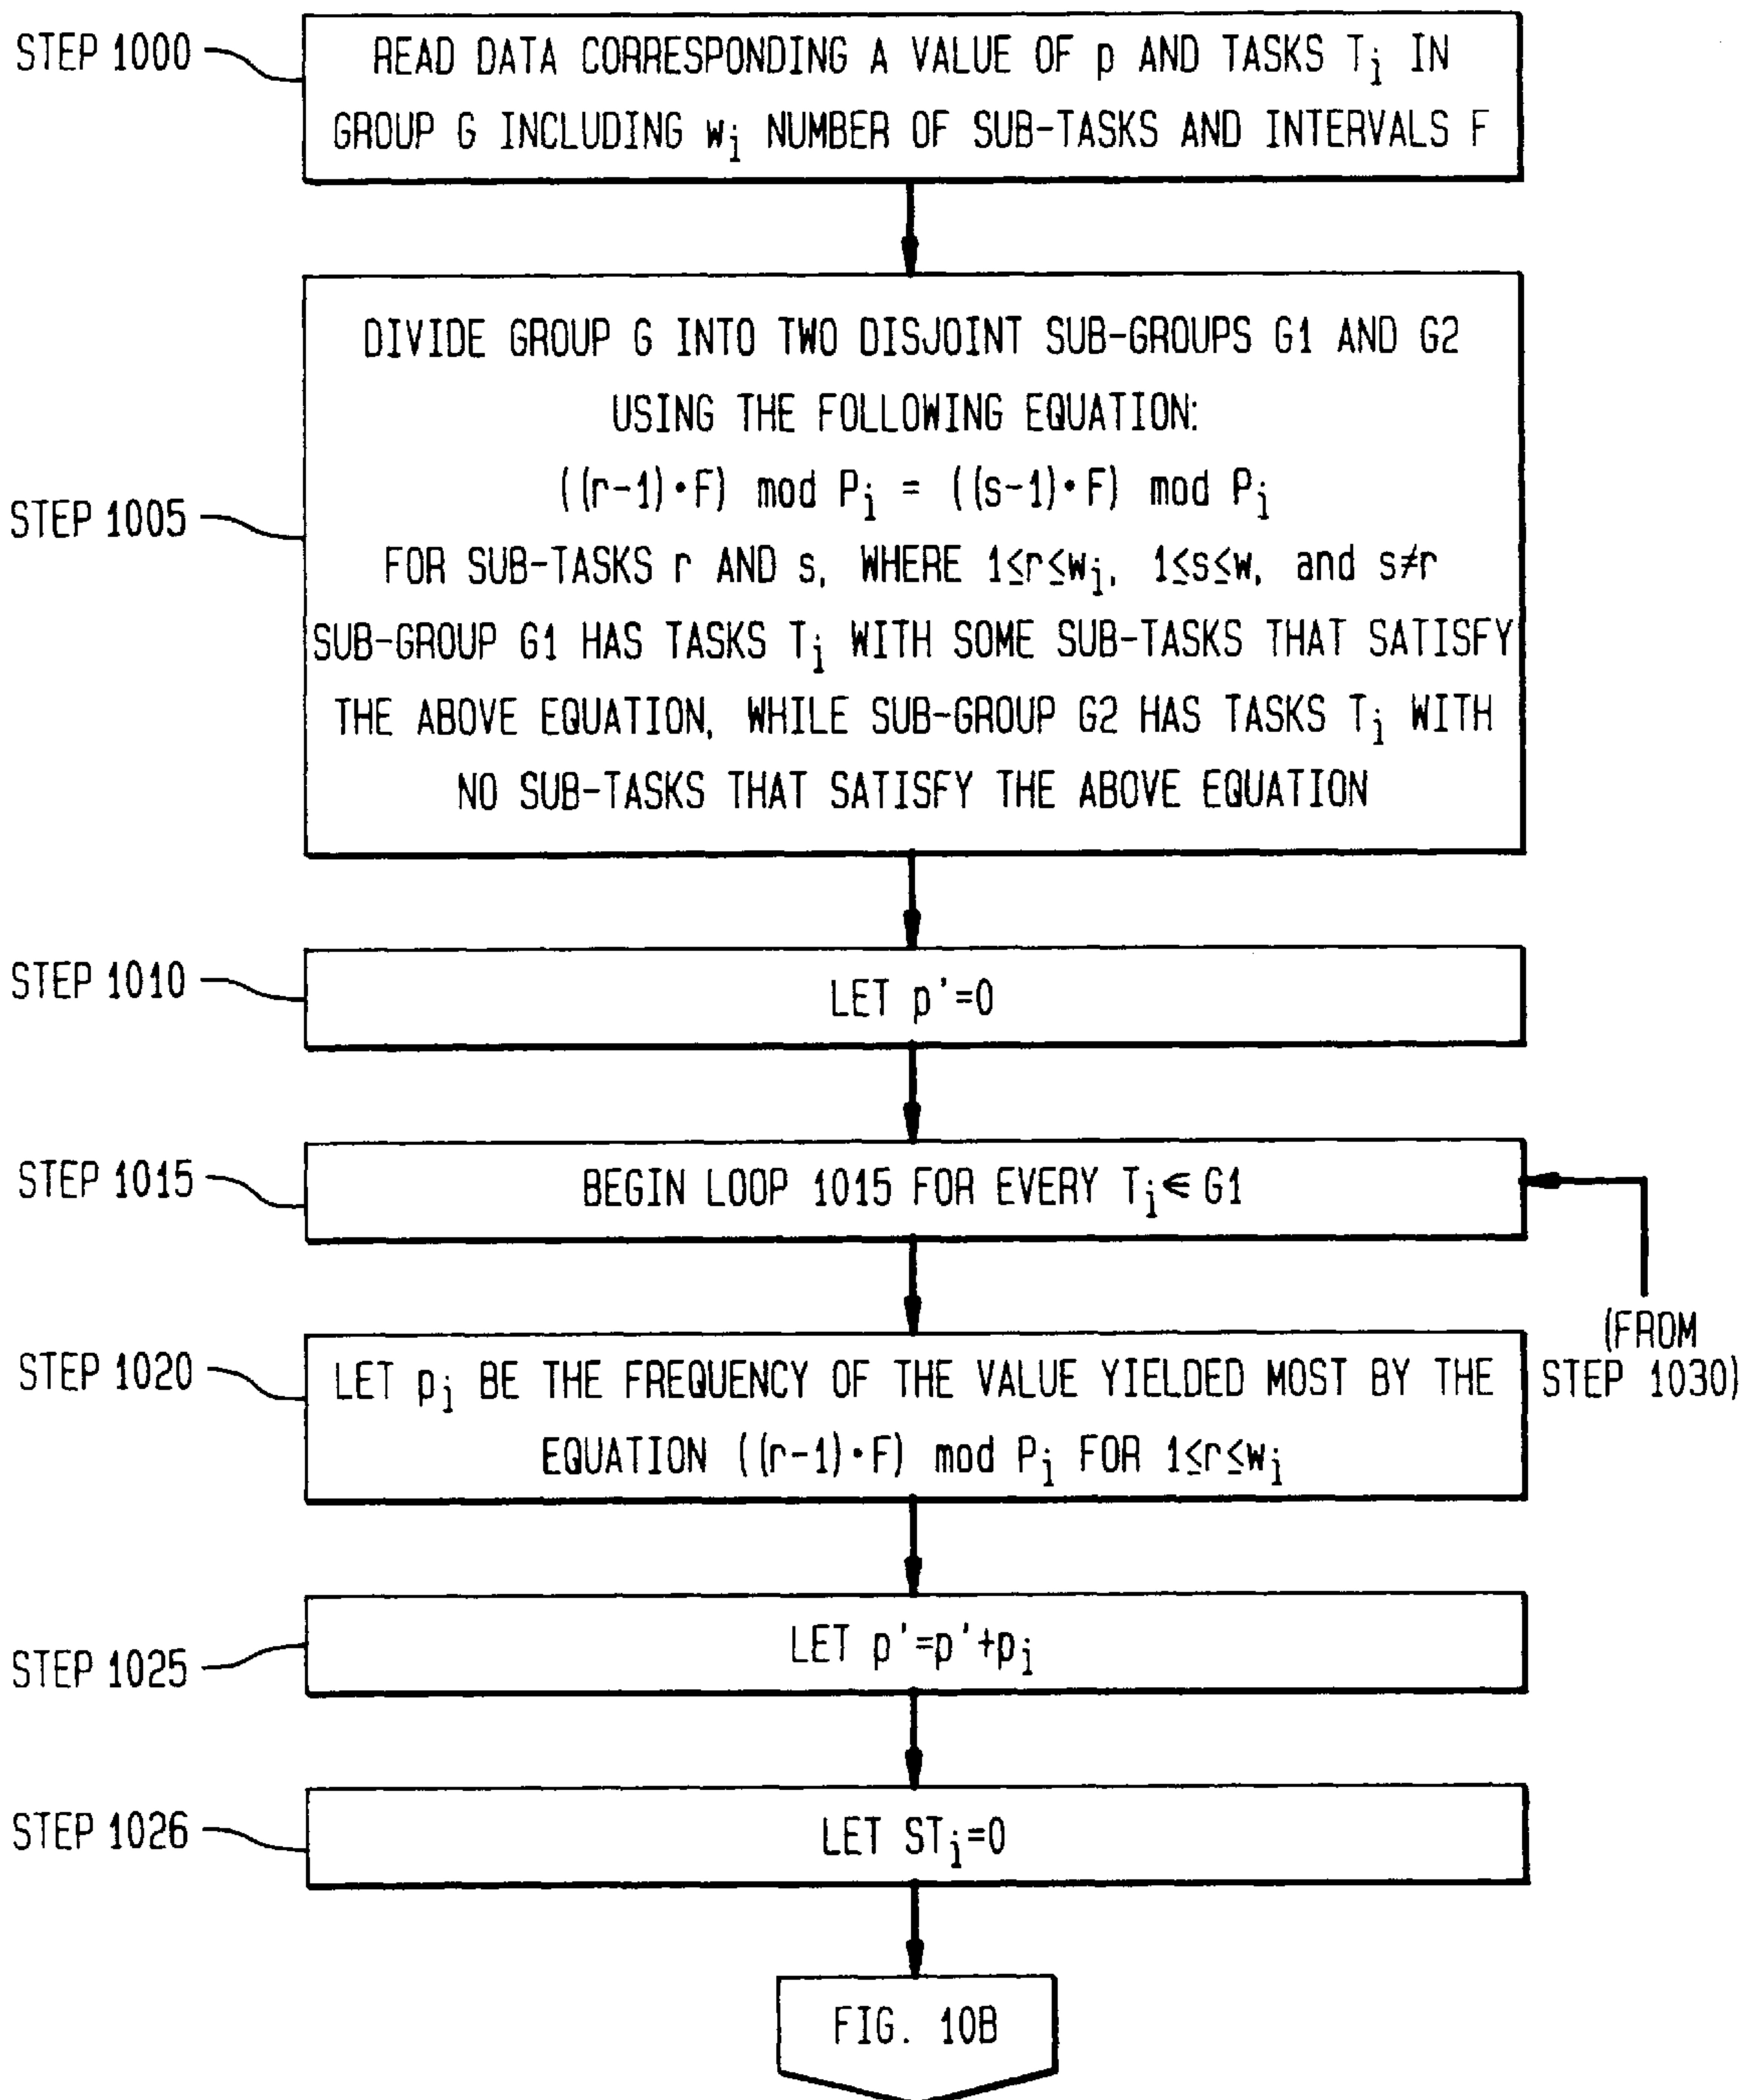 STEP 1000
READ DATA CORRESPONDING A VALUE OF p AND TASKS Ti IN
GROUP G INCLUDING wi NUMBER OF SUB-TASKS AND INTERVALS F
STEP 1005
DIVIDE GROUP G INTO TWO DISJOINT SUB-GROUPS G1 AND G2
USING THE FOLLOWING EQUATION:
((r-1)•F) mod Pi = ((s-1)•F) mod Pi
FOR SUB-TASKS r AND s, WHERE 1≤r≤wi, 1≤s≤w, and s≠r
SUB-GROUP G1 HAS TASKS Ti WITH SOME SUB-TASKS THAT SATISFY
THE ABOVE EQUATION, WHILE SUB-GROUP G2 HAS TASKS Ti WITH
NO SUB-TASKS THAT SATISFY THE ABOVE EQUATION
STEP 1010
LET p'=0
STEP 1015
BEGIN LOOP 1015 FOR EVERY Ti∈G1
(FROM
STEP 1030)
STEP 1020
LET pi BE THE FREQUENCY OF THE VALUE YIELDED MOST BY THE
EQUATION ((r-1)•F) mod Pi FOR 1≤r≤wi
STEP 1025
LET p'=p'+pi
STEP 1026
LET STi=0
FIG. 10B